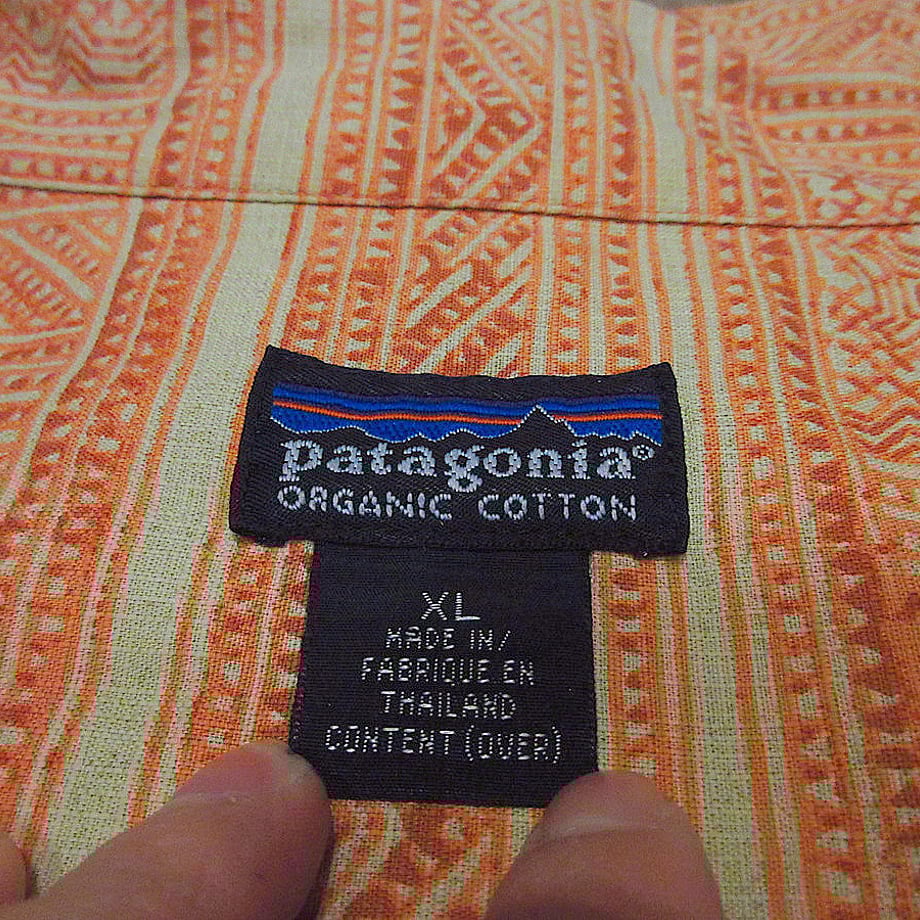 patagonia®
ORGANIC COTTON
XL
MADE IN/
FABRIQUE EN
THAILAND
CONTENT (OVER)